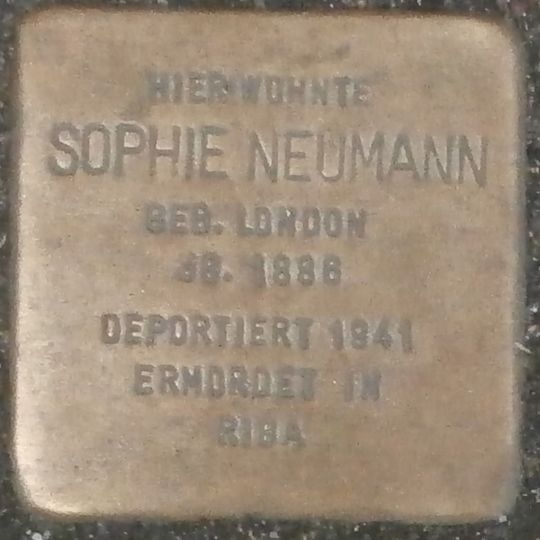 HIER WOHNTE
SOPHIE NEUMANN
GEB. LONDON
JG. 1886
DEPORTIERT 1941
ERMORDET IN
RIGA